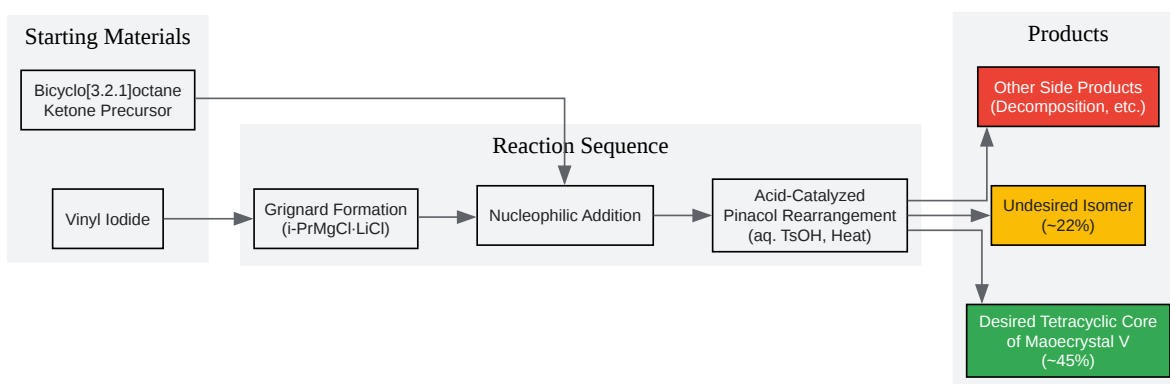 Starting Materials
Bicyclo[3.2.1]octane
Ketone Precursor
Vinyl Iodide
Reaction Sequence
Grignard Formation
(i-PrMgCl·LiCl)
Nucleophilic Addition
Acid-Catalyzed
Pinacol Rearrangement
(aq. TsOH, Heat)
Products
Other Side Products
(Decomposition, etc.)
Undesired Isomer
(~22%)
Desired Tetracyclic Core
of Maoecrystal V
(~45%)